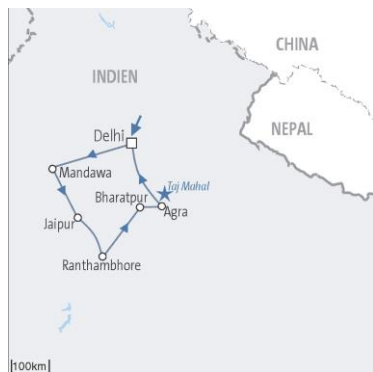 CHINA
INDIEN
NEPAL
Delhi
Taj Mahal
Mandawa
Bharatpur
Agra
Jaipur
Ranthambhore
100km